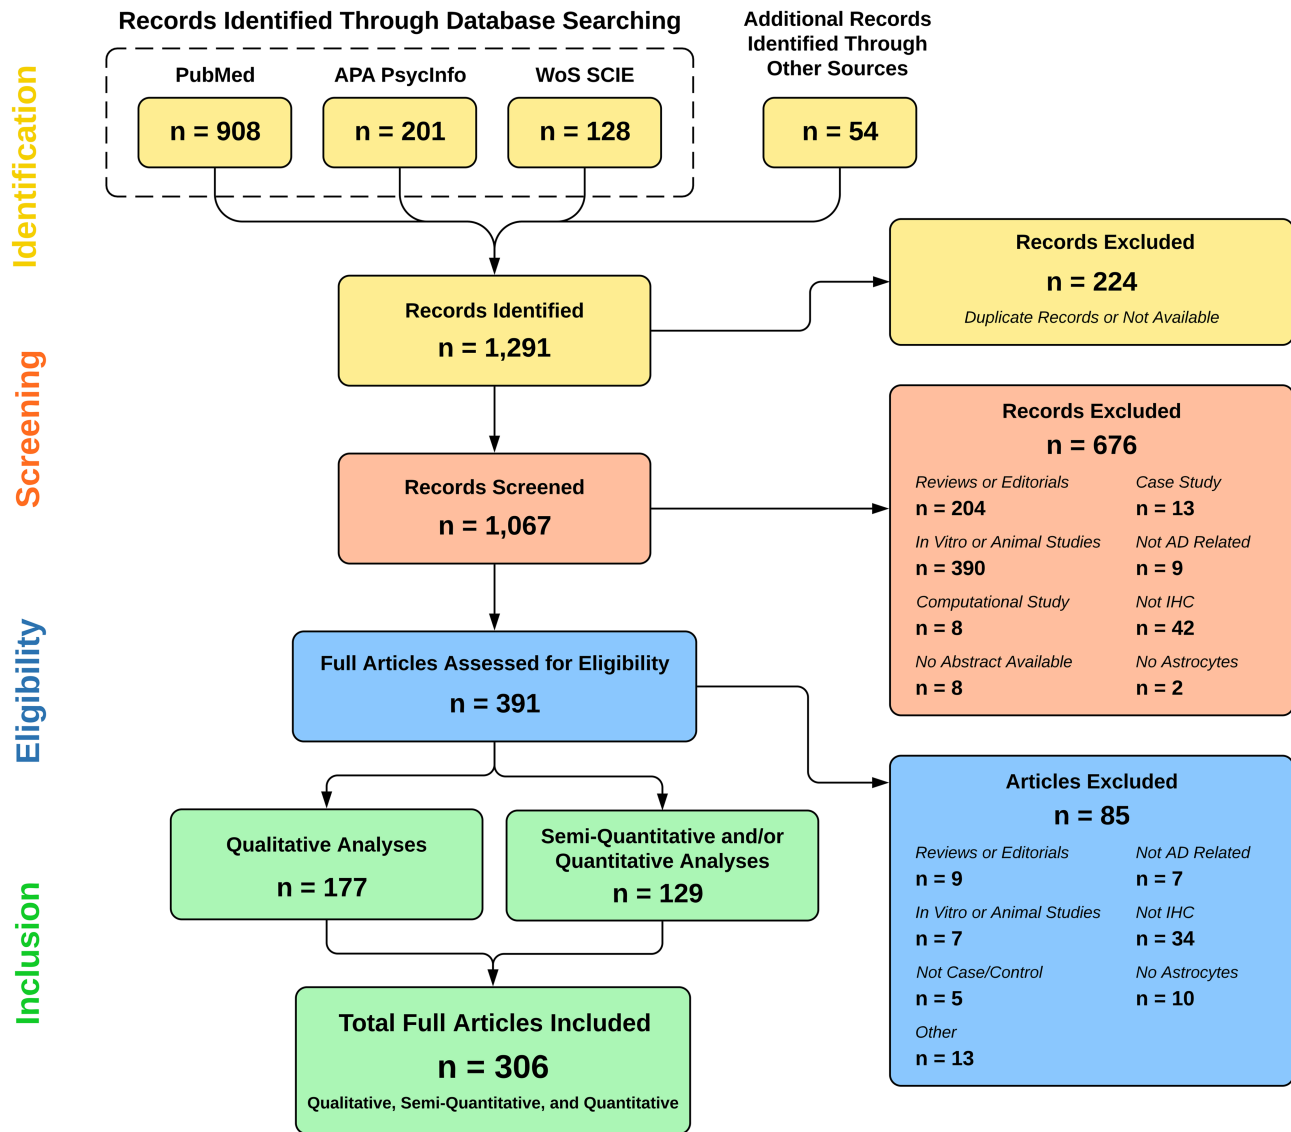 Records Identified Through Database Searching
Additional Records
Identified Through
Other Sources
PubMed
APA PsycInfo
WoS SCIE
n = 908
n = 201
n = 128
n = 54
Identification
Records Identified
n = 1,291
Records Excluded
n = 224
Duplicate Records or Not Available
Screening
Records Screened
n = 1,067
Records Excluded
n = 676
Reviews or Editorials
n = 204
Case Study
n = 13
In Vitro or Animal Studies
n = 390
Not AD Related
n = 9
Computational Study
n = 8
Not IHC
n = 42
No Abstract Available
n = 8
No Astrocytes
n = 2
Eligibility
Full Articles Assessed for Eligibility
n = 391
Articles Excluded
n = 85
Reviews or Editorials
n = 9
Not AD Related
n = 7
In Vitro or Animal Studies
n = 7
Not IHC
n = 34
Not Case/Control
n = 5
No Astrocytes
n = 10
Other
n = 13
Inclusion
Qualitative Analyses
n = 177
Semi-Quantitative and/or
Quantitative Analyses
n = 129
Total Full Articles Included
n = 306
Qualitative, Semi-Quantitative, and Quantitative